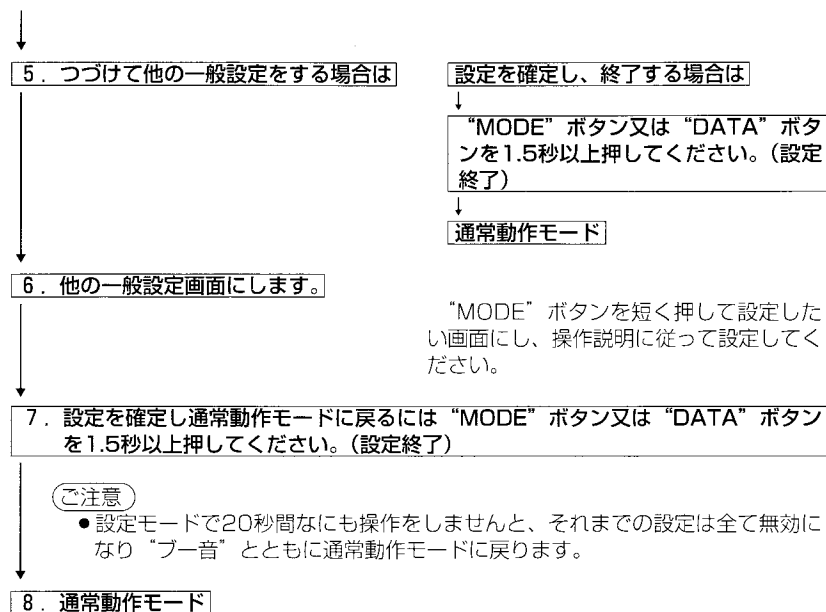 5. つづけて他の一般設定をする場合は
設定を確定し、終了する場合は
“MODE”ボタン又は“DATA”ボタ
ンを1.5秒以上押してください。(設定
終了)
通常動作モード
6. 他の一般設定画面にします。
“MODE”ボタンを短く押して設定した
い画面にし、操作説明に従って設定してく
ださい。
7. 設定を確定し通常動作モードに戻るには“MODE”ボタン又は“DATA”ボタン
を1.5秒以上押してください。(設定終了)
ご注意
●設定モードで20秒間なにも操作をしませんと、それまでの設定は全て無効に
なり“ブー音”とともに通常動作モードに戻ります。
8. 通常動作モード